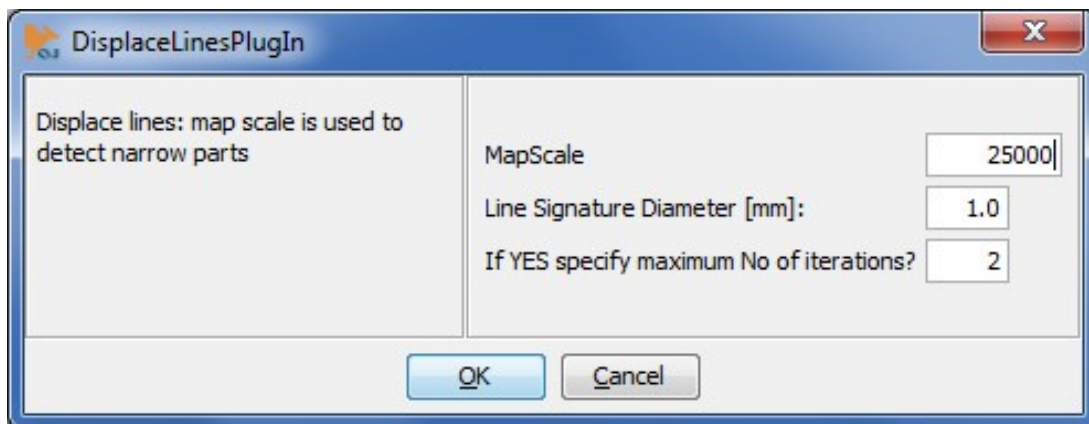 DisplaceLinesPlugIn
Displace lines: map scale is used to
detect narrow parts
MapScale
25000
Line Signature Diameter [mm]:
1.0
If YES specify maximum No of iterations?
2
OK
Cancel